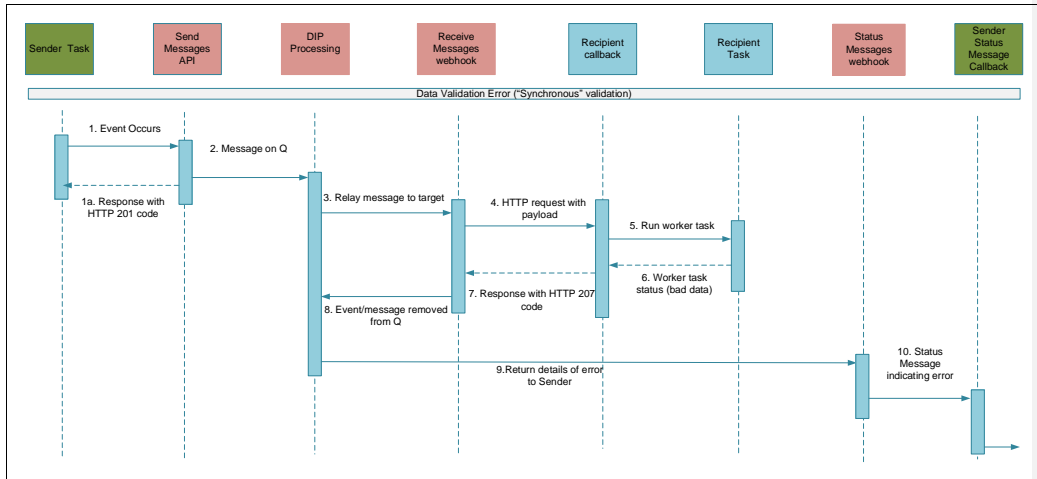 Sender Task
Send
Messages
API
DIP
Processing
Receive
Messages
webhook
Recipient
callback
Recipient
Task
Status
Messages
webhook
Sender
Status
Message
Callback
Data Validation Error ("Synchronous" validation)
1. Event Occurs
2. Message on Q
1a. Response with
HTTP 201 code
3. Relay message to target
4. HTTP request with
payload
5. Run worker task
6. Worker task
status (bad data)
7. Response with HTTP 207
code
8. Event/message removed
from Q
9.Return details of error
to Sender
10. Status
Message
indicating error